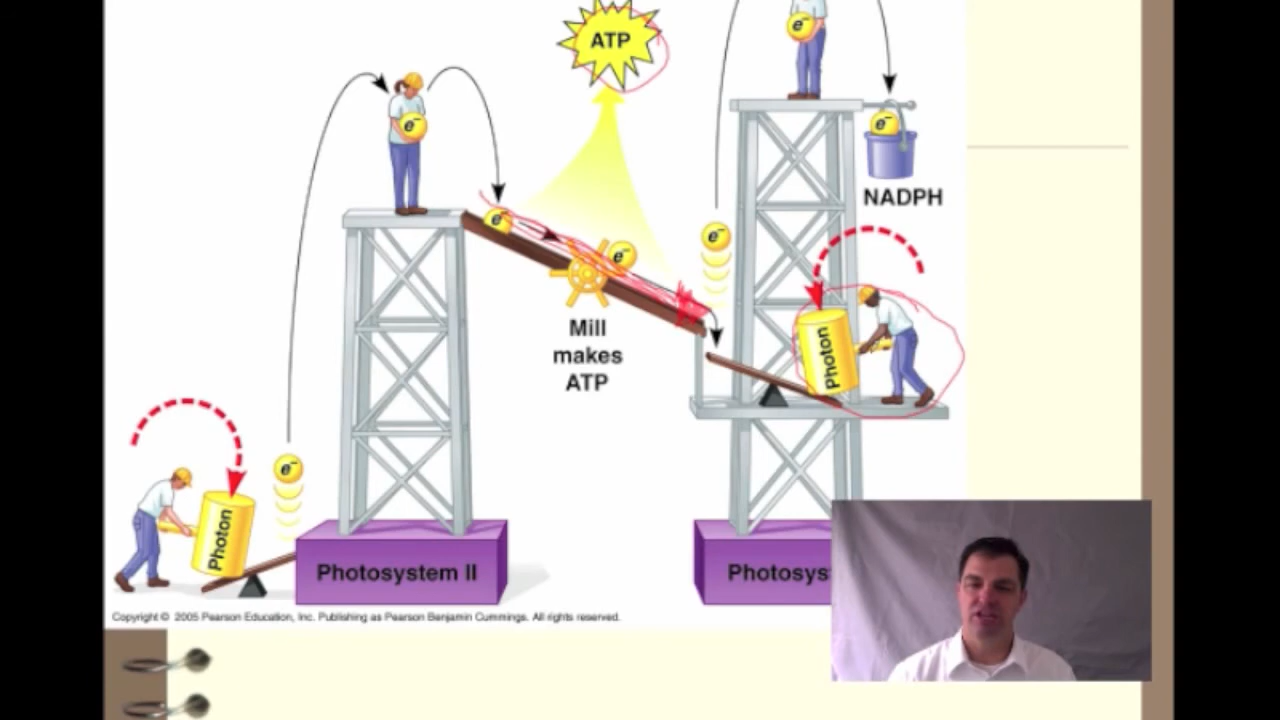 ATP
e-
e-
e-
NADPH
e-
e-
e-
Mill
makes
ATP
Photon
e-
Photon
Photosystem II
Photosys
Copyright © 2005 Pearson Education, Inc. Publishing as Pearson Benjamin Cummings. All rights reserved.